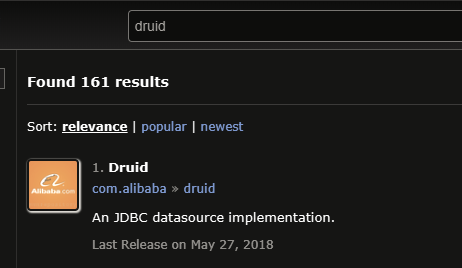 druid
Found 161 results
Sort: relevance | popular | newest
1. Druid
Alibaba.com
com.alibaba » druid
An JDBC datasource implementation.
Last Release on May 27, 2018